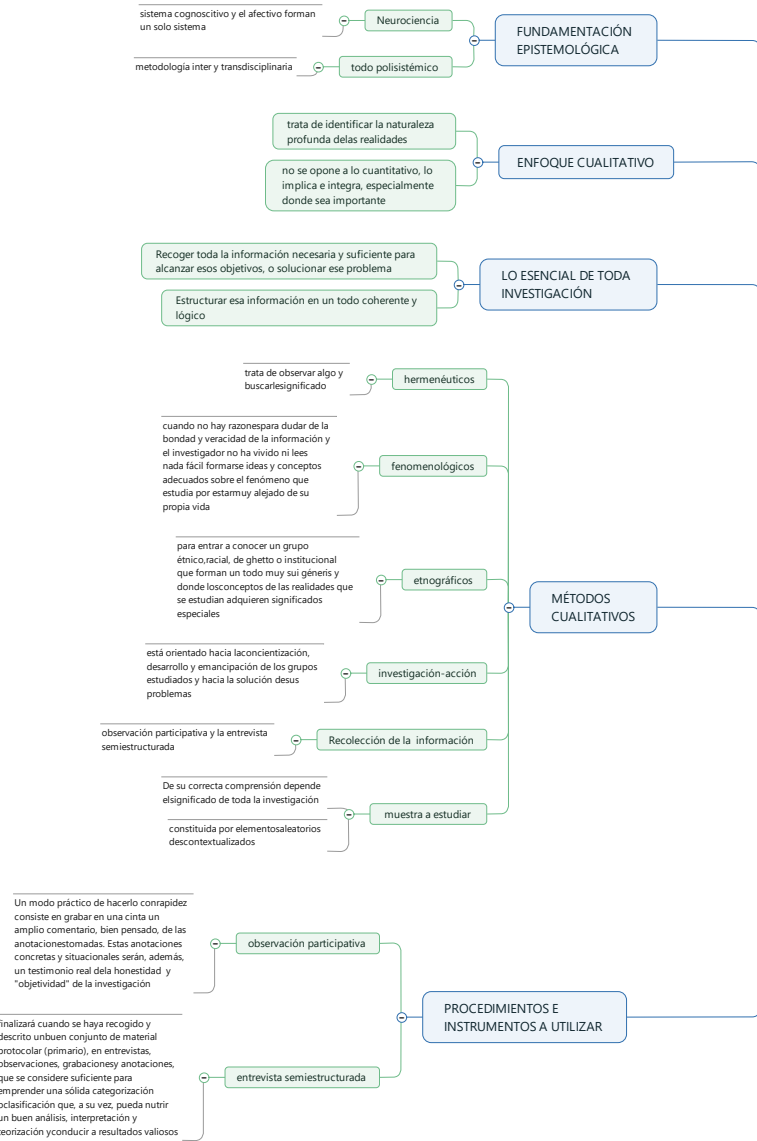 FUNDAMENTACIÓN
EPISTEMOLÓGICA
Neurociencia
sistema cognoscitivo y el afectivo forman
un solo sistema
todo polisistémico
metodología inter y transdisciplinaria
ENFOQUE CUALITATIVO
trata de identificar la naturaleza
profunda delas realidades
no se opone a lo cuantitativo, lo
implica e integra, especialmente
donde sea importante
LO ESENCIAL DE TODA
INVESTIGACIÓN
Recoger toda la información necesaria y suficiente para
alcanzar esos objetivos, o solucionar ese problema
Estructurar esa información en un todo coherente y
lógico
MÉTODOS
CUALITATIVOS
hermenéuticos
trata de observar algo y
buscarlesignificado
fenomenológicos
cuando no hay razonespara dudar de la
bondad y veracidad de la información y
el investigador no ha vivido ni lees
nada fácil formarse ideas y conceptos
adecuados sobre el fenómeno que
estudia por estarmuy alejado de su
propia vida
etnográficos
para entrar a conocer un grupo
étnico,racial, de ghetto o institucional
que forman un todo muy sui géneris y
donde losconceptos de las realidades que
se estudian adquieren significados
especiales
investigación-acción
está orientado hacia laconcientización,
desarrollo y emancipación de los grupos
estudiados y hacia la solución desus
problemas
Recolección de la información
observación participativa y la entrevista
semiestructurada
muestra a estudiar
De su correcta comprensión depende
elsignificado de toda la investigación
constituida por elementosaleatorios
descontextualizados
PROCEDIMIENTOS E
INSTRUMENTOS A UTILIZAR
observación participativa
Un modo práctico de hacerlo conrapidez
consiste en grabar en una cinta un
amplio comentario, bien pensado, de las
anotacionestomadas. Estas anotaciones
concretas y situacionales serán, además,
un testimonio real dela honestidad y
"objetividad" de la investigación
entrevista semiestructurada
finalizará cuando se haya recogido y
descrito unbuen conjunto de material
protocolar (primario), en entrevistas,
observaciones, grabacionesy anotaciones,
que se considere suficiente para
emprender una sólida categorización
oclasificación que, a su vez, pueda nutrir
un buen análisis, interpretación y
teorización yconducir a resultados valiosos